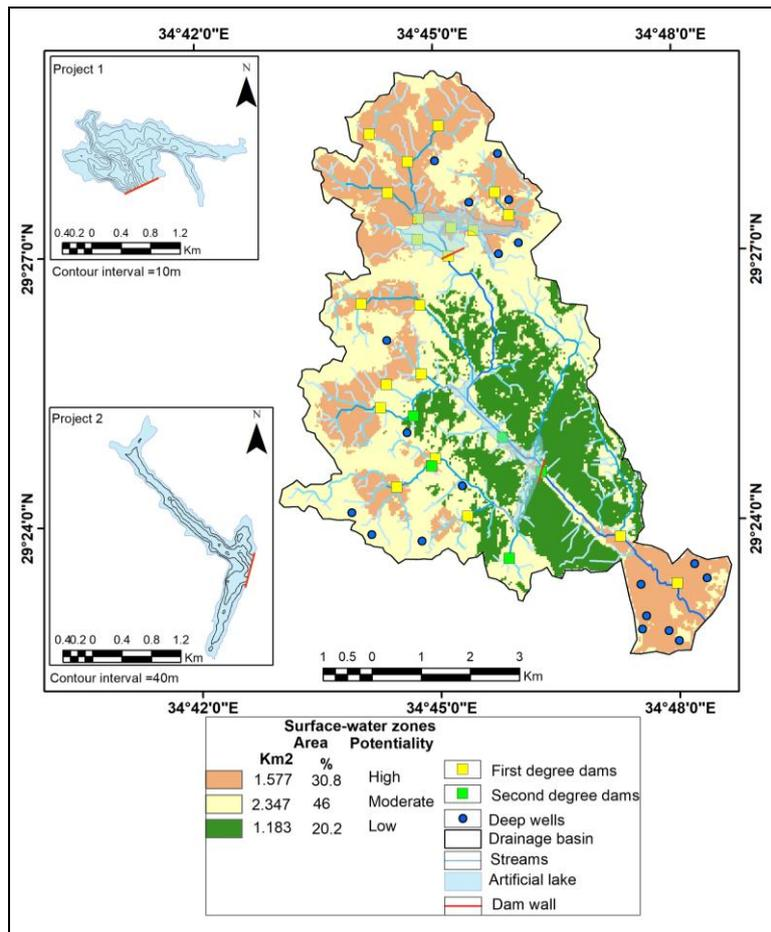 34°42'0"E 34°45'0"E 34°48'0"E
Project 1
N
0.4 0.2 0 0.4 0.8 1.2
Km
Contour interval =10m
29°27'0"N
29°27'0"N
Project 2
N
0.4 0.2 0 0.4 0.8 1.2
Km
Contour interval =40m
29°24'0"N
29°24'0"N
1 0.5 0 1 2 3
Km
34°42'0"E 34°45'0"E 34°48'0"E
Surface-water zones
Area Potentiality
Km2 %
1.577 30.8 High
2.347 46 Moderate
1.183 20.2 Low
First degree dams
Second degree dams
Deep wells
Drainage basin
Streams
Artificial lake
Dam wall